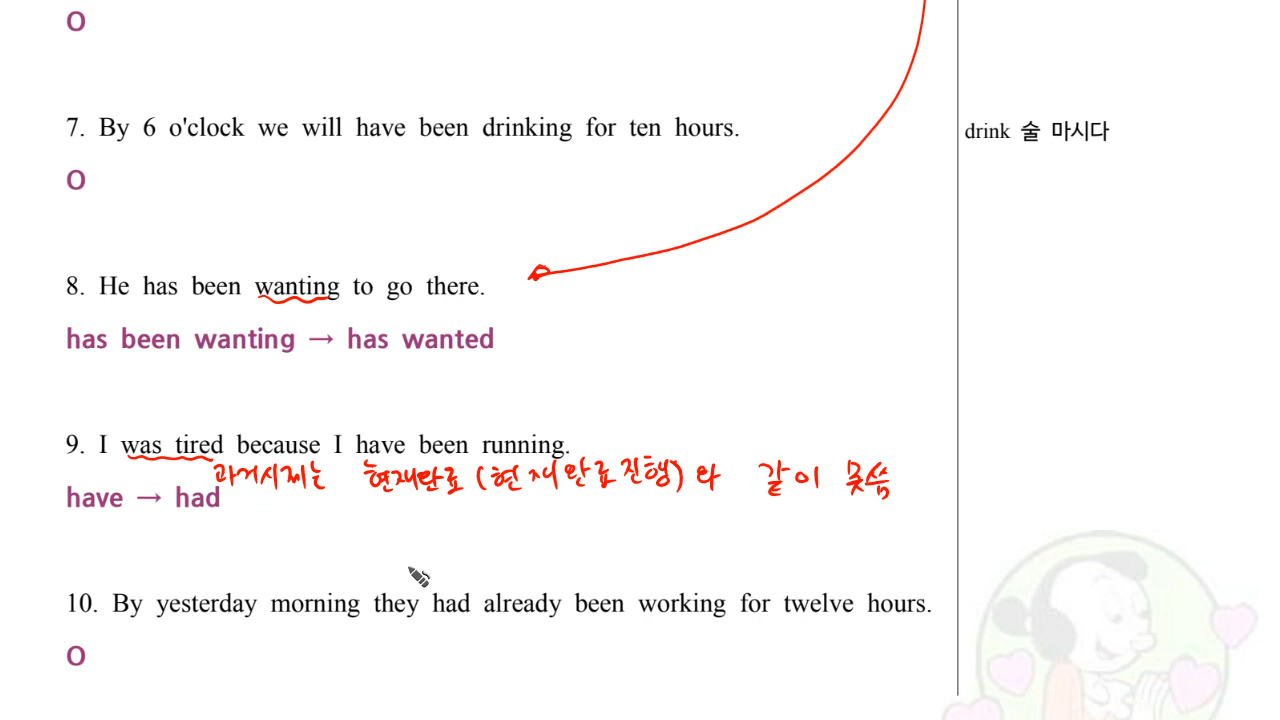 O
7. By 6 o'clock we will have been drinking for ten hours.
drink 술 마시다
O
8. He has been wanting to go there.
has been wanting → has wanted
9. I was tired because I have been running.
과거시제는 현재완료 (현재완료진행)와 같이 못씀
have → had
10. By yesterday morning they had already been working for twelve hours.
O